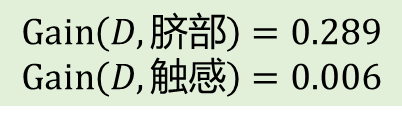 Gain(D,脐部) = 0.289
Gain(D,触感) = 0.006